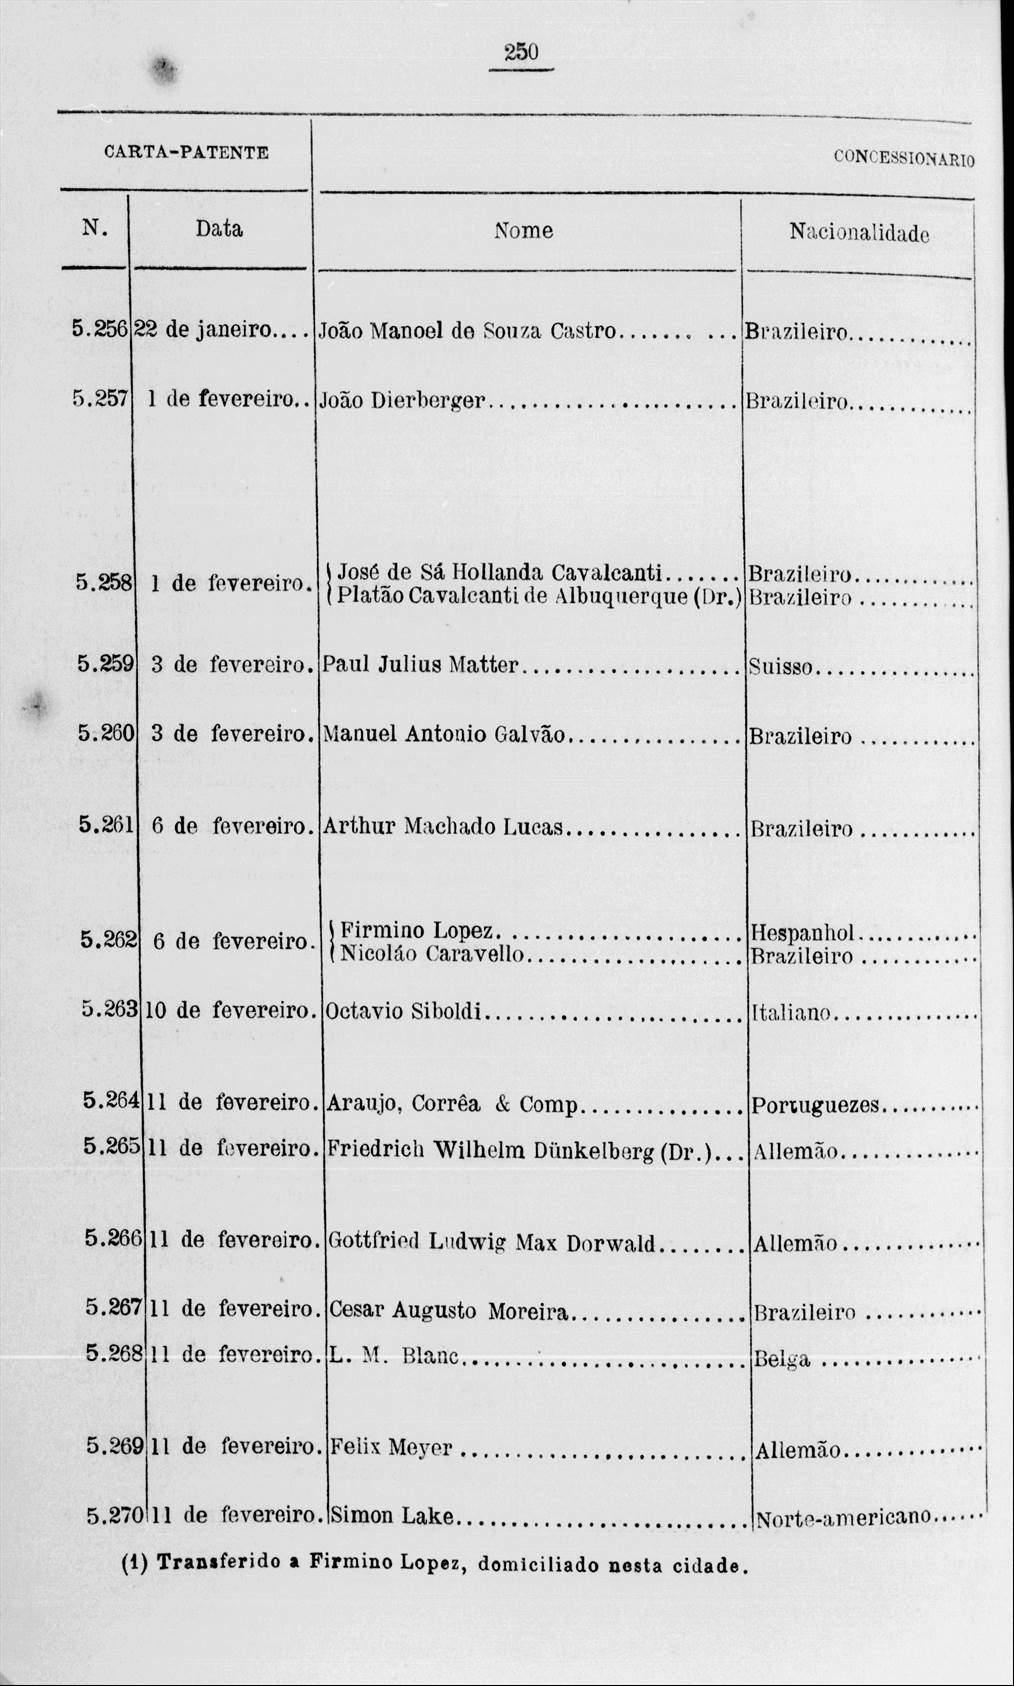 250
CARTA-PATENTE CONCESSIONARIO
N. Data Nome Nacionalidade
5.256 22 de janeiro.... João Manoel de Souza Castro....... ... Brazileiro.............
5.257 1 de fevereiro.. João Dierberger....................... Brazileiro.............
5.258 1 de fevereiro. { José de Sá Hollanda Cavalcanti....... Brazileiro.............
Platão Cavalcanti de Albuquerque (Dr.) Brazileiro ............
5.259 3 de fevereiro. Paul Julius Matter.................... Suisso................
5.260 3 de fevereiro. Manuel Antonio Galvão................ Brazileiro ............
5.261 6 de fevereiro. Arthur Machado Lucas................ Brazileiro ............
5.262 6 de fevereiro. { Firmino Lopez. ...................... Hespanhol.............
Nicoláo Caravello.................... Brazileiro ............
5.263 10 de fevereiro. Octavio Siboldi........................ Italiano...............
5.264 11 de fevereiro. Araujo, Corrêa & Comp............... Portuguezes...........
5.265 11 de fevereiro. Friedrich Wilhelm Dünkelberg (Dr.)... Allemão..............
5.266 11 de fevereiro. Gottfried Ludwig Max Dorwald........ Allemão..............
5.267 11 de fevereiro. Cesar Augusto Moreira................ Brazileiro ............
5.268 11 de fevereiro. L. M. Blanc.......................... Belga ................
5.269 11 de fevereiro. Felix Meyer .......................... Allemão..............
5.270 11 de fevereiro. Simon Lake........................... Norte-americano......
(1) Transferido a Firmino Lopez, domiciliado nesta cidade.